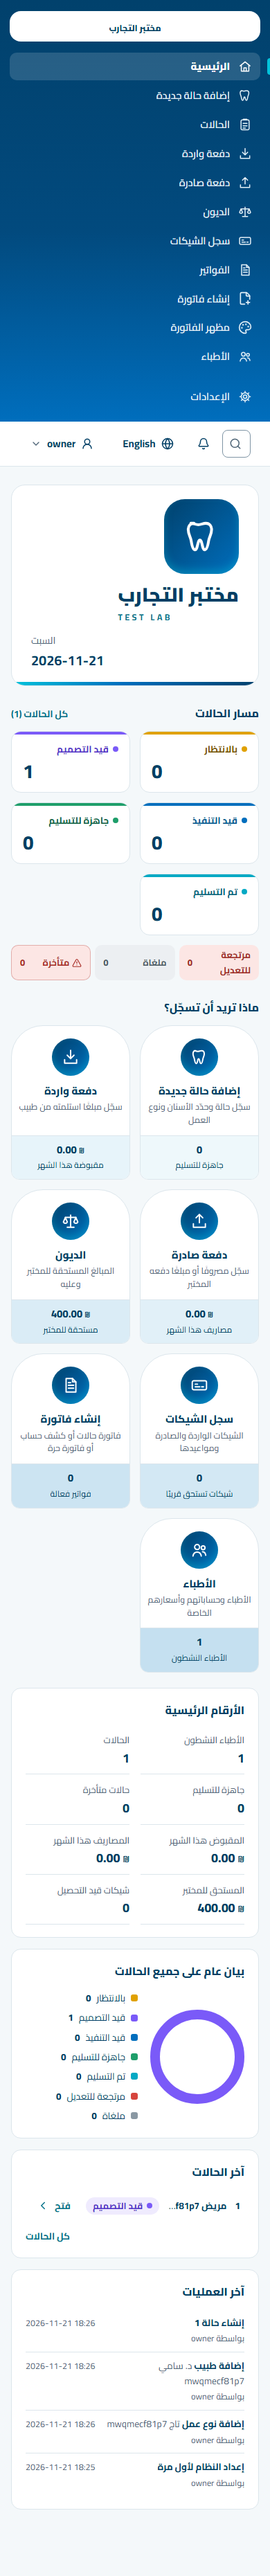 مختبر التجارب
الرئيسية
إضافة حالة جديدة
الحالات
دفعة واردة
دفعة صادرة
الديون
سجل الشيكات
الفواتير
إنشاء فاتورة
مظهر الفاتورة
الأطباء
الإعدادات
English
owner
مختبر التجارب
TEST LAB
السبت
2026-11-21
مسار الحالات
كل الحالات (1)
بالانتظار
0
قيد التصميم
1
قيد التنفيذ
0
جاهزة للتسليم
0
تم التسليم
0
مرتجعة للتعديل
0
ملغاة
0
متأخرة
0
ماذا تريد أن تسجّل؟
إضافة حالة جديدة
سجّل حالة وحدّد الأسنان ونوع
العمل
0
جاهزة للتسليم
دفعة واردة
سجّل مبلغا استلمته من طبيب
₪ 0.00
مقبوضة هذا الشهر
دفعة صادرة
سجّل مصروفًا أو مبلغا دفعه
المختبر
₪ 0.00
مصاريف هذا الشهر
الديون
المبالغ المستحقة للمختبر
وعليه
₪ 400.00
مستحقة للمختبر
سجل الشيكات
الشيكات الواردة والصادرة
ومواعيدها
0
شيكات تستحق قريبًا
إنشاء فاتورة
فاتورة حالات أو كشف حساب
أو فاتورة حرة
0
فواتير فعالة
الأطباء
الأطباء وحساباتهم وأسعارهم
الخاصة
1
الأطباء النشطون
الأرقام الرئيسية
الأطباء النشطون
1
الحالات
1
جاهزة للتسليم
0
حالات متأخرة
0
المقبوض هذا الشهر
₪ 0.00
المصاريف هذا الشهر
₪ 0.00
المستحق للمختبر
₪ 400.00
شيكات قيد التحصيل
0
بيان عام على جميع الحالات
بالانتظار 0
قيد التصميم 1
قيد التنفيذ 0
جاهزة للتسليم 0
تم التسليم 0
مرتجعة للتعديل 0
ملغاة 0
آخر الحالات
1 مريض f81p7... قيد التصميم فتح
كل الحالات
آخر العمليات
إنشاء حالة 1 2026-11-21 18:26
بواسطة owner
إضافة طبيب د. سامي 2026-11-21 18:26
mwqmecf81p7
بواسطة owner
إضافة نوع عمل تاج mwqmecf81p7 2026-11-21 18:26
بواسطة owner
إعداد النظام لأول مرة 2026-11-21 18:25
بواسطة owner